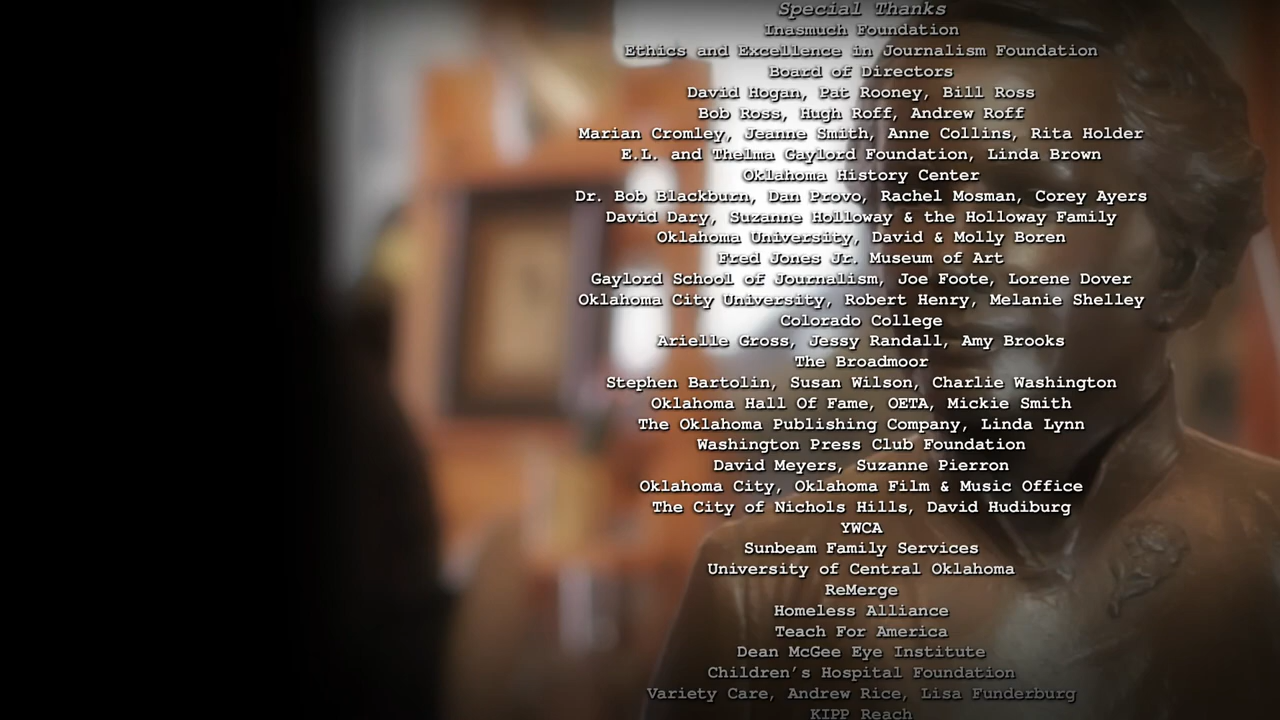 Special Thanks
Inasmuch Foundation
Ethics and Excellence in Journalism Foundation
Board of Directors
David Hogan, Pat Rooney, Bill Ross
Bob Ross, Hugh Roff, Andrew Roff
Marian Cromley, Jeanne Smith, Anne Collins, Rita Holder
E.L. and Thelma Gaylord Foundation, Linda Brown
Oklahoma History Center
Dr. Bob Blackburn, Dan Provo, Rachel Mosman, Corey Ayers
David Dary, Suzanne Holloway & the Holloway Family
Oklahoma University, David & Molly Boren
Fred Jones Jr. Museum of Art
Gaylord School of Journalism, Joe Foote, Lorene Dover
Oklahoma City University, Robert Henry, Melanie Shelley
Colorado College
Arielle Gross, Jessy Randall, Amy Brooks
The Broadmoor
Stephen Bartolin, Susan Wilson, Charlie Washington
Oklahoma Hall Of Fame, OETA, Mickie Smith
The Oklahoma Publishing Company, Linda Lynn
Washington Press Club Foundation
David Meyers, Suzanne Pierron
Oklahoma City, Oklahoma Film & Music Office
The City of Nichols Hills, David Hudiburg
YWCA
Sunbeam Family Services
University of Central Oklahoma
ReMerge
Homeless Alliance
Teach For America
Dean McGee Eye Institute
Children's Hospital Foundation
Variety Care, Andrew Rice, Lisa Funderburg
KIPP Reach